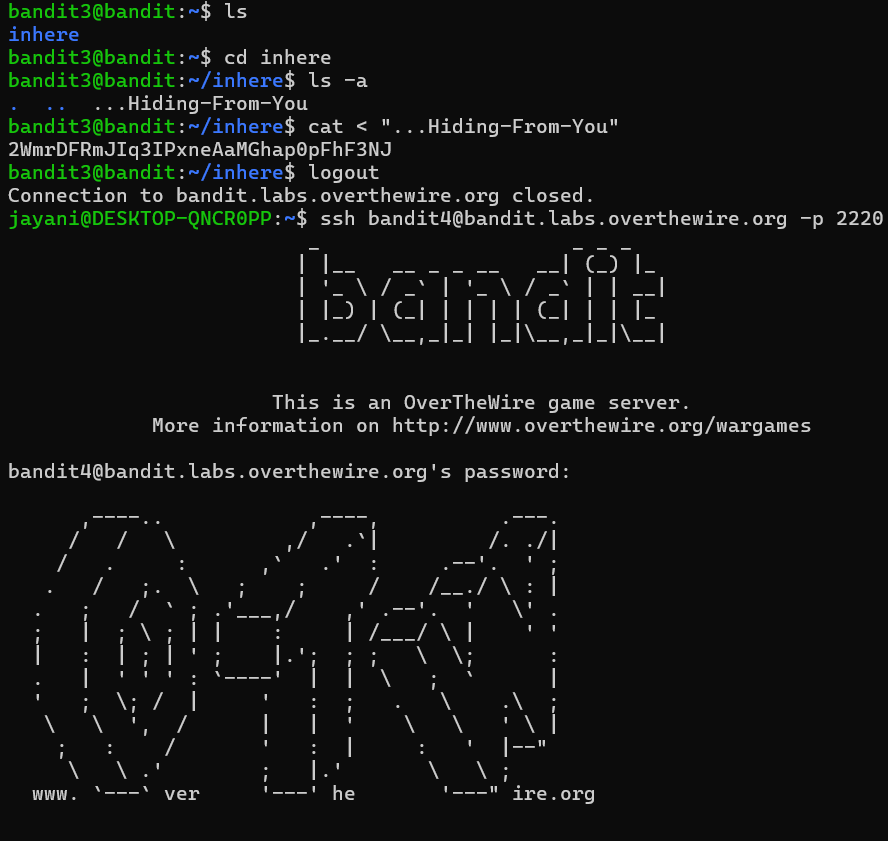 bandit3@bandit:~$ ls
inhere
bandit3@bandit:~$ cd inhere
bandit3@bandit:~/inhere$ ls -a
.  ..  ...Hiding-From-You
bandit3@bandit:~/inhere$ cat < "...Hiding-From-You"
2WmrDFRmJIq3IPxneAaMGhap0pFhF3NJ
bandit3@bandit:~/inhere$ logout
Connection to bandit.labs.overthewire.org closed.
jayani@DESKTOP-QNCR0PP:~$ ssh bandit4@bandit.labs.overthewire.org -p 2220
bandit
This is an OverTheWire game server.
More information on http://www.overthewire.org/wargames
bandit4@bandit.labs.overthewire.org's password:
www. ver he ire.org